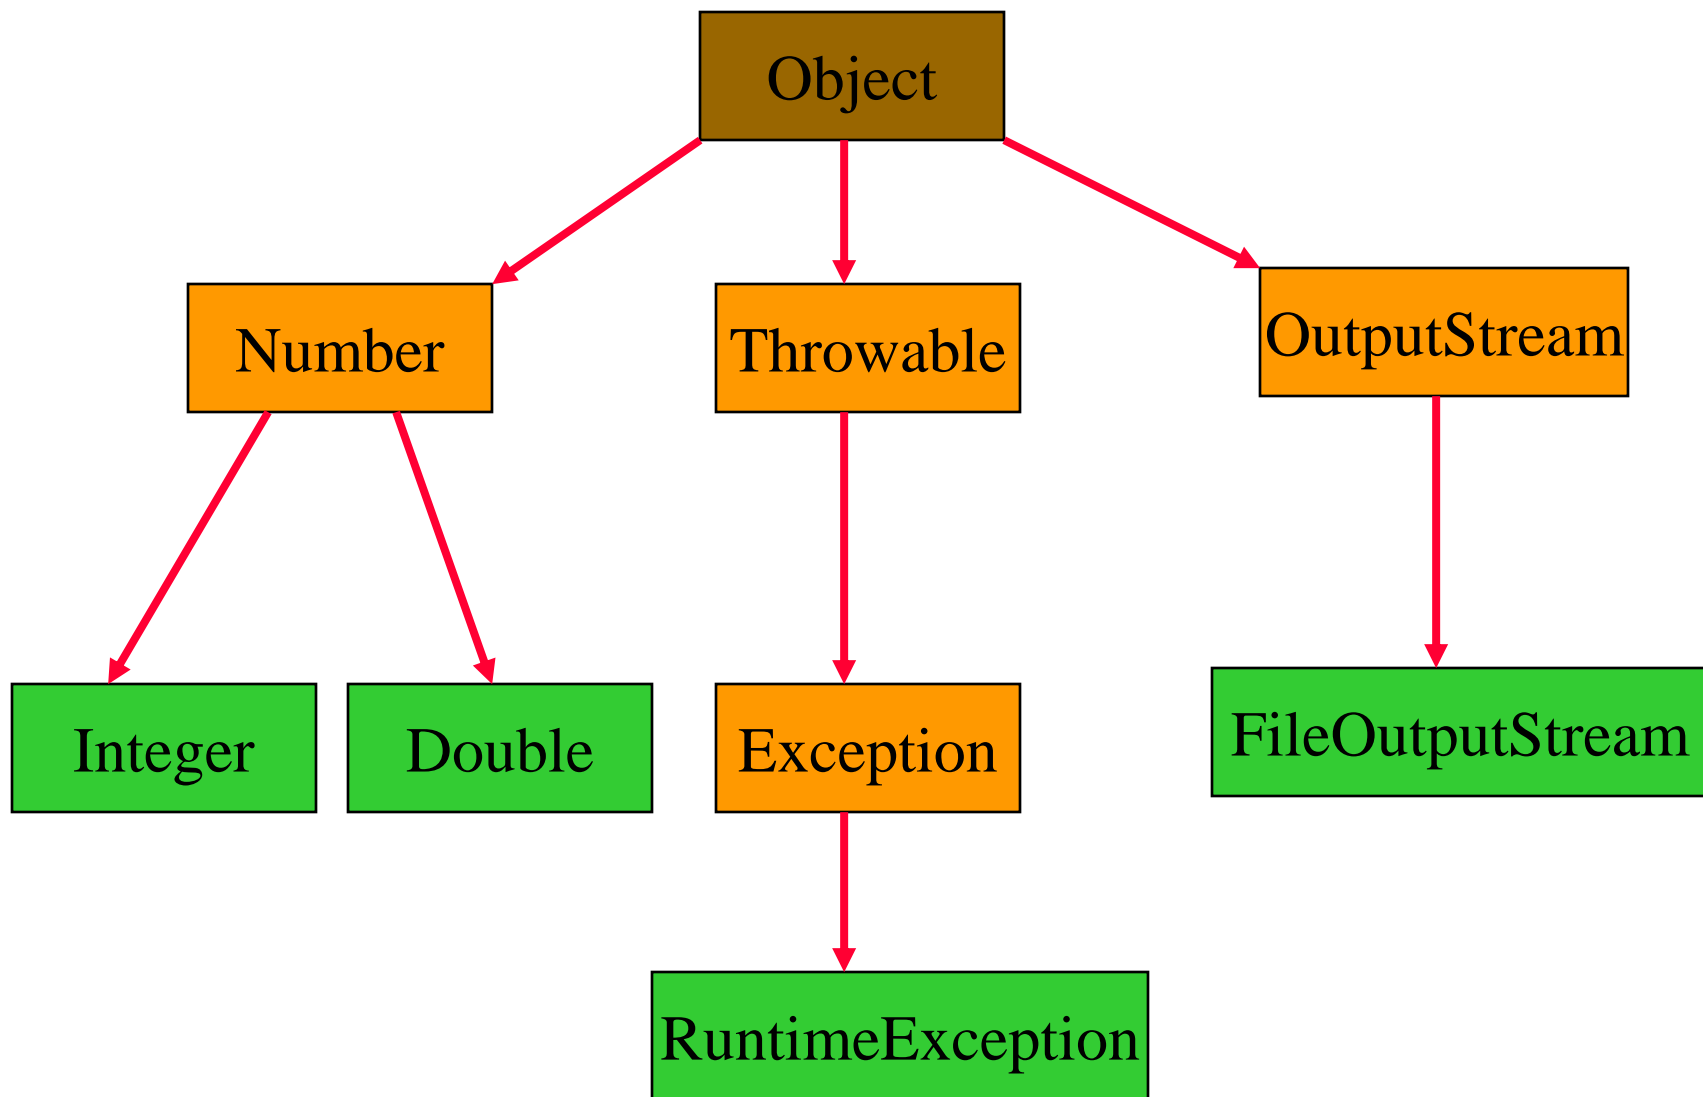 Object
Number
Throwable
OutputStream
Integer
Double
Exception
FileOutputStream
RuntimeException